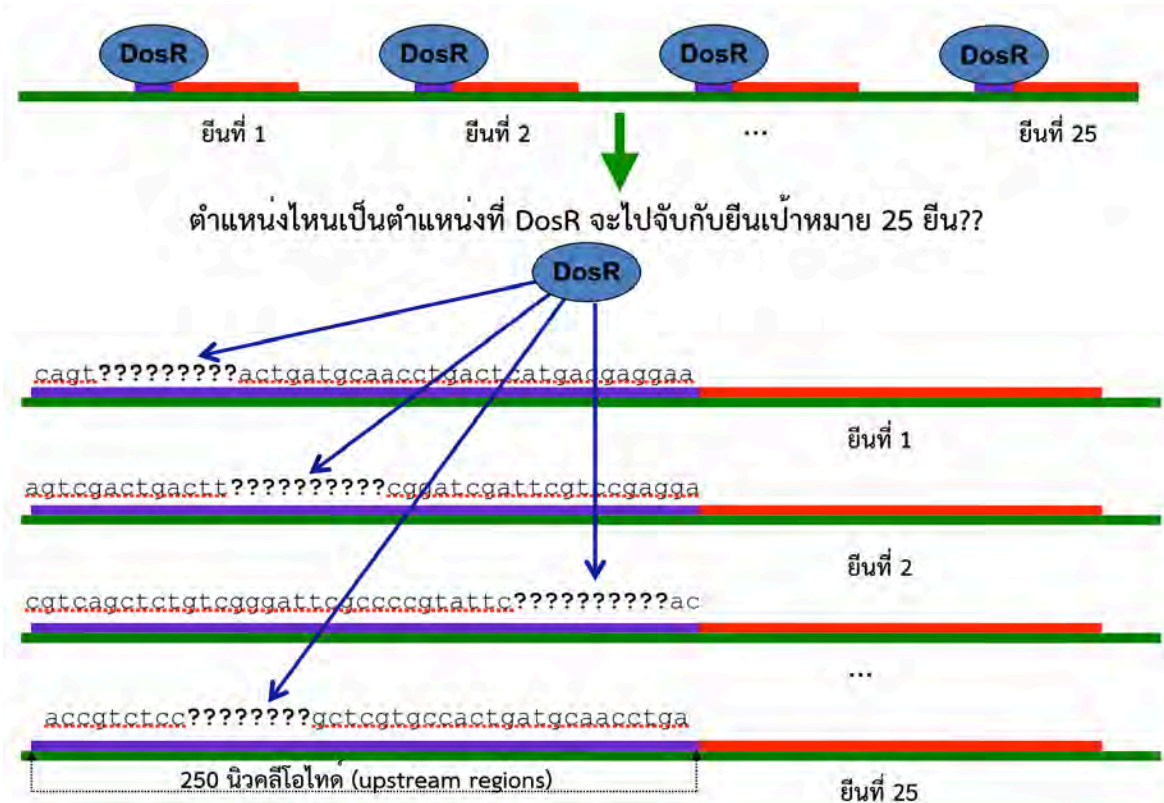 DosR DosR DosR DosR
ยีนที่ 1 ยีนที่ 2 ... ยีนที่ 25
ตำแหน่งไหนเป็นตำแหน่งที่ DosR จะไปจับกับยีนเป้าหมาย 25 ยีน??
DosR
cagt?????????actgatgcaacctgactcatgacgaggaa
ยีนที่ 1
agtcgactgactt??????????cggatcgattcgtccgagga
ยีนที่ 2
cgtcagctctgtcgggattcgccccgtattc??????????ac
...
accgtctccc????????gctcgtgccactgatgcaacctga
250 นิวคลีโอไทด์ (upstream regions)
ยีนที่ 25